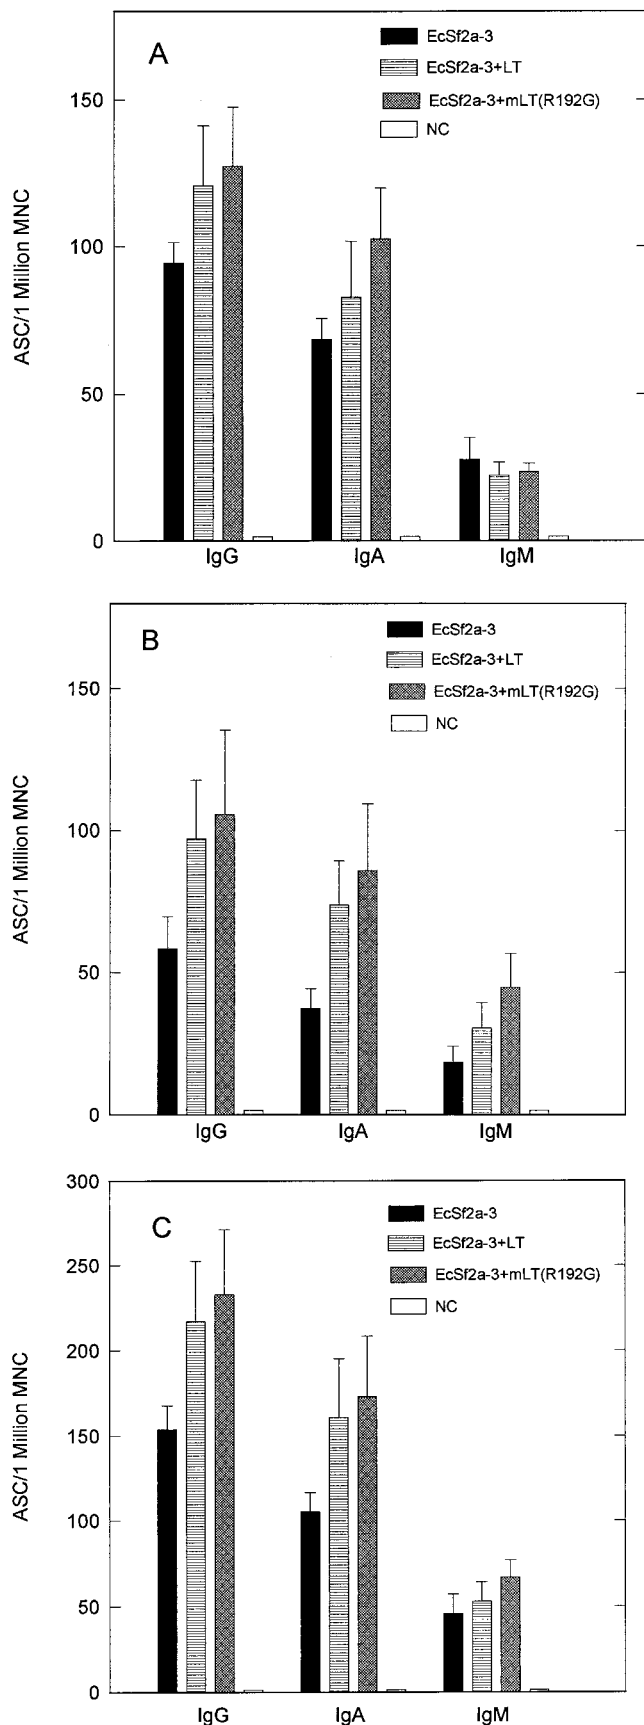 A
EcSf2a-3
EcSf2a-3+LT
EcSf2a-3+mLT(R192G)
NC
150
100
50
0
ASC/1 Million MNC
IgG IgA IgM
B
EcSf2a-3
EcSf2a-3+LT
EcSf2a-3+mLT(R192G)
NC
150
100
50
0
ASC/1 Million MNC
IgG IgA IgM
C
EcSf2a-3
EcSf2a-3+LT
EcSf2a-3+mLT(R192G)
NC
300
250
200
150
100
50
0
ASC/1 Million MNC
IgG IgA IgM